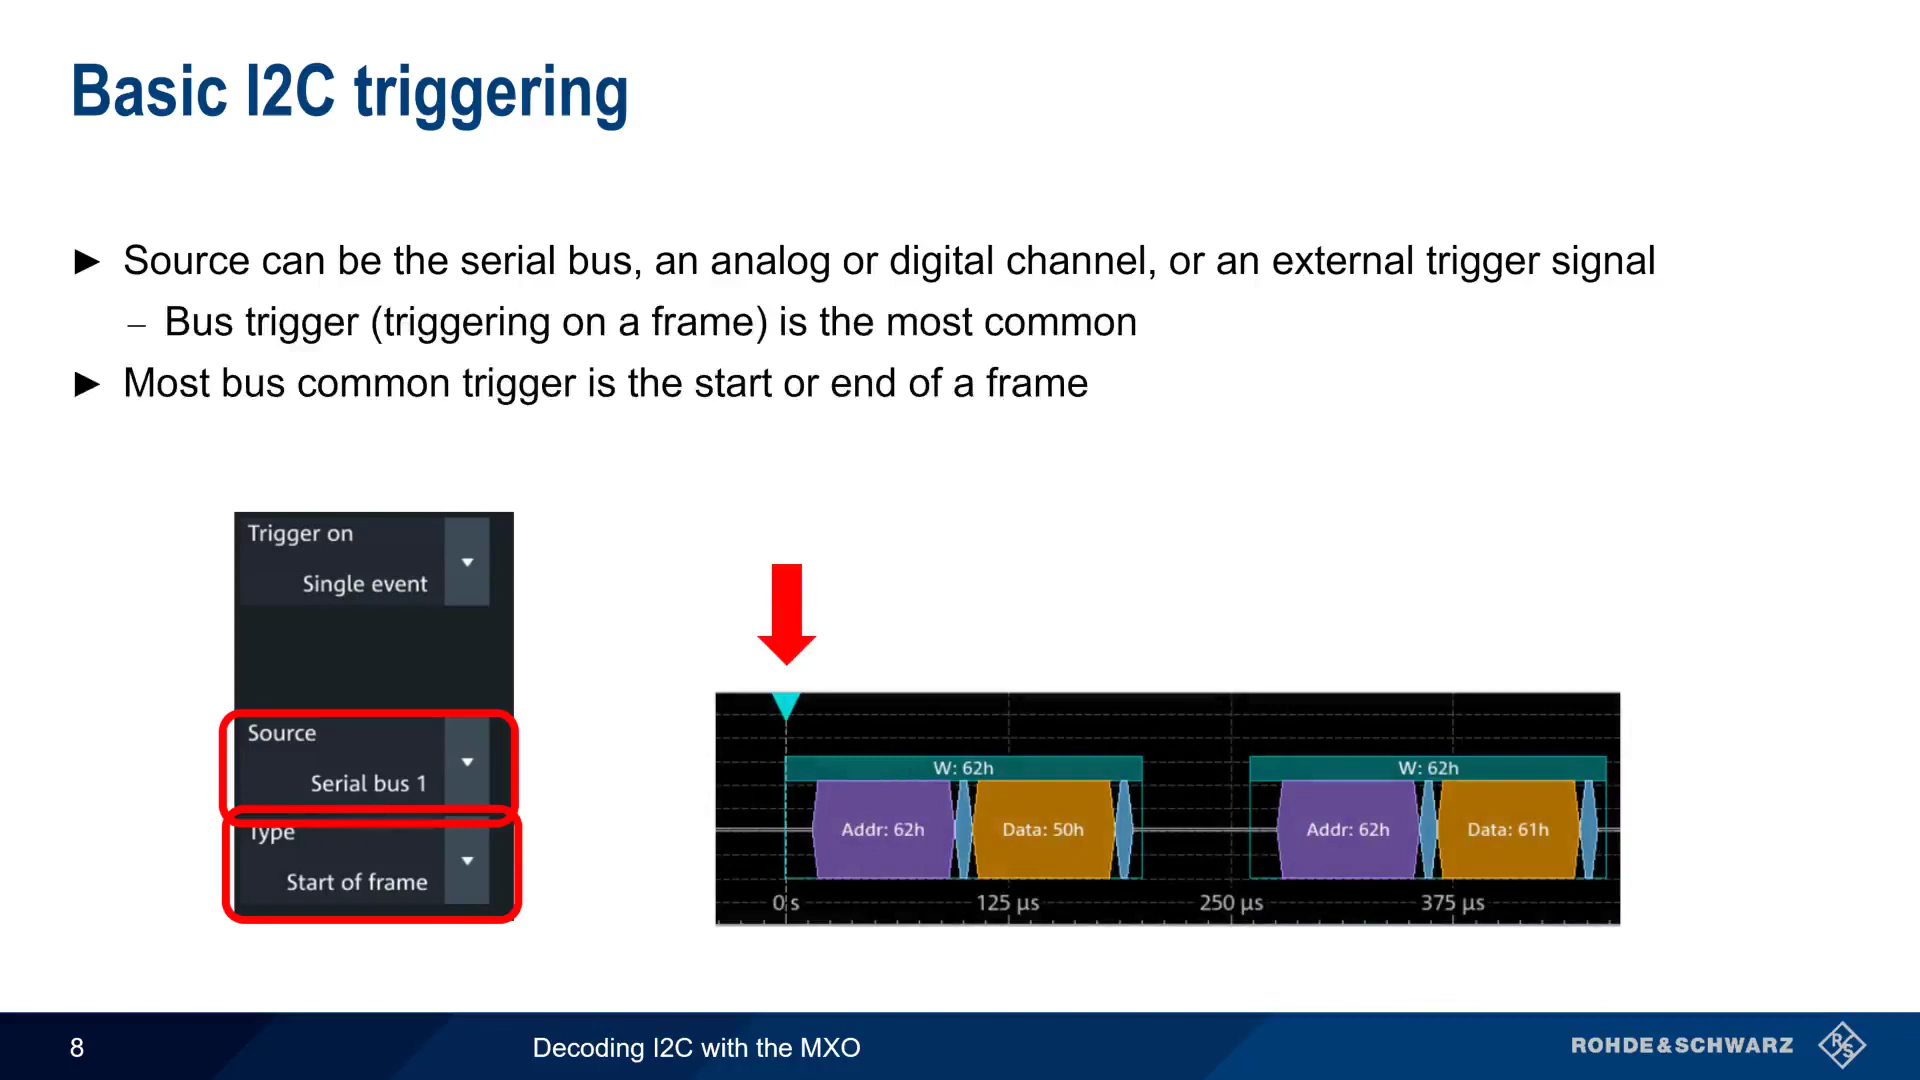 Basic I2C triggering
► Source can be the serial bus, an analog or digital channel, or an external trigger signal
– Bus trigger (triggering on a frame) is the most common
► Most bus common trigger is the start or end of a frame
Trigger on
Single event
Source
Serial bus 1
Type
Start of frame
W: 62h W: 62h
Addr: 62h Data: 50h Addr: 62h Data: 61h
0 s 125 µs 250 µs 375 µs
8 Decoding I2C with the MXO ROHDE&SCHWARZ R&S